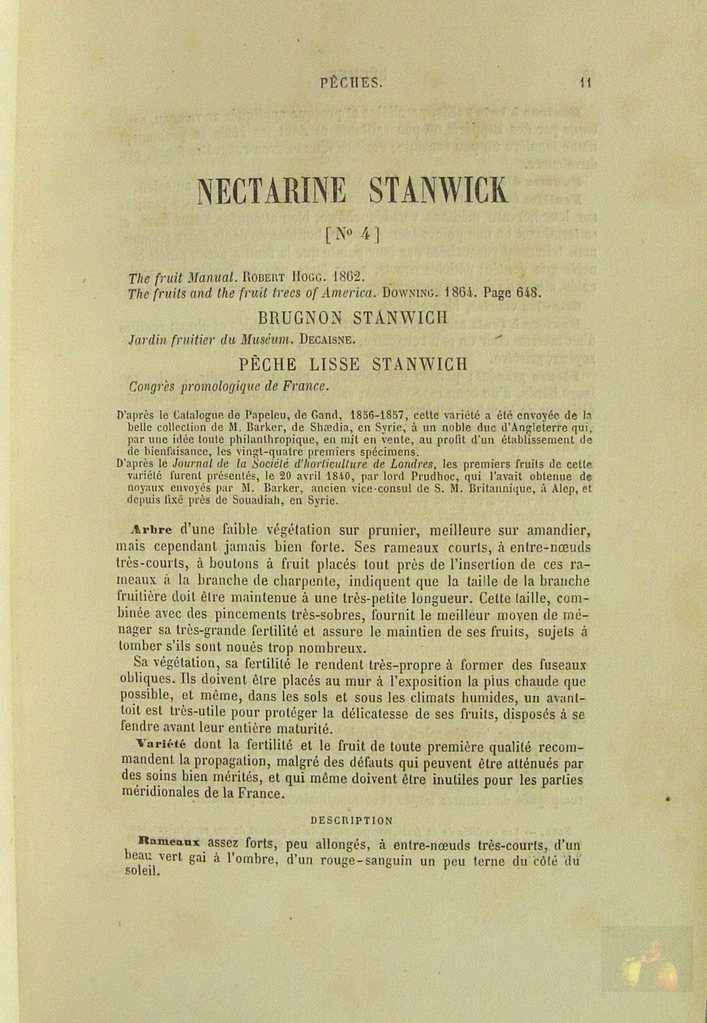 PÊCHES. 11
NECTARINE STANWICK
[No 4]
The fruit Manual. ROBERT HOGG. 1862.
The fruits and the fruit trees of America. DOWNING. 1864. Page 648.
BRUGNON STANWICH
Jardin fruitier du Muséum. DECAISNE.
PÊCHE LISSE STANWICH
Congrès promologique de France.
D'après le Catalogue de Papeleu, de Gand, 1856-1857, cette variété a été envoyée de la
belle collection de M. Barker, de Shædia, en Syrie, à un noble duc d'Angleterre qui,
par une idée toute philanthropique, en mit en vente, au profit d'un établissement de
de bienfaisance, les vingt-quatre premiers spécimens.
D'après le Journal de la Société d'horticulture de Londres, les premiers fruits de cette
variété furent présentés, le 20 avril 1840, par lord Prudhoc, qui l'avait obtenue de
noyaux envoyés par M. Barker, ancien vice-consul de S. M. Britannique, à Alep, et
depuis fixé près de Souadiah, en Syrie.
Arbre d'une faible végétation sur prunier, meilleure sur amandier,
mais cependant jamais bien forte. Ses rameaux courts, à entre-nœuds
très-courts, à boutons à fruit placés tout près de l'insertion de ces ra-
meaux à la branche de charpente, indiquent que la taille de la branche
fruitière doit être maintenue à une très-petite longueur. Cette taille, com-
binée avec des pincements très-sobres, fournit le meilleur moyen de mé-
nager sa très-grande fertilité et assure le maintien de ses fruits, sujets à
tomber s'ils sont noués trop nombreux.
Sa végétation, sa fertilité le rendent très-propre à former des fuseaux
obliques. Ils doivent être placés au mur à l'exposition la plus chaude que
possible, et même, dans les sols et sous les climats humides, un avant-
toit est très-utile pour protéger la délicatesse de ses fruits, disposés à se
fendre avant leur entière maturité.
Variété dont la fertilité et le fruit de toute première qualité recom-
mandent la propagation, malgré des défauts qui peuvent être atténués par
des soins bien mérités, et qui même doivent être inutiles pour les parties
méridionales de la France.
DESCRIPTION
Rameaux assez forts, peu allongés, à entre-nœuds très-courts, d'un
beau vert gai à l'ombre, d'un rouge-sanguin un peu terne du côté du
soleil.